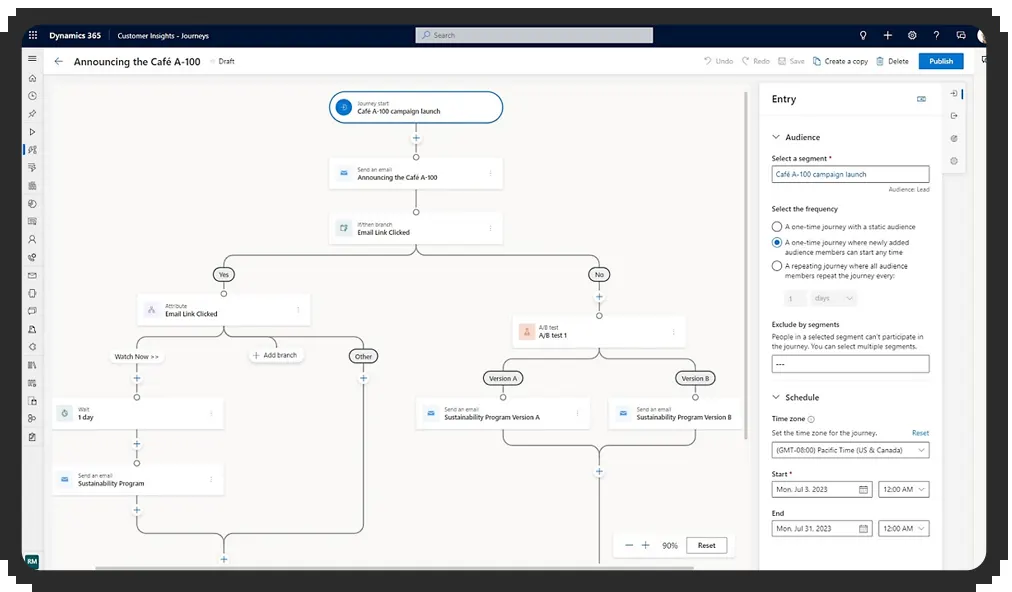 Dynamics 365
Customer Insights - Journeys
Search
Announcing the Café A-100
Draft
Undo
Redo
Save
Create a copy
Delete
Publish
Journey start
Café A-100 campaign launch
Send an email
Announcing the Café A-100
If/then branch
Email Link Clicked
Yes
No
Attribute
Email Link Clicked
A/B test
A/B test 1
Watch Now >>
Add branch
Other
Version A
Version B
Wait
1 day
Send an email
Sustainability Program Version A
Send an email
Sustainability Program Version B
Send an email
Sustainability Program
90%
Reset
RM
Entry
Audience
Select a segment *
Café A-100 campaign launch
Audience: Lead
Select the frequency
A one-time journey with a static audience
A one-time journey where newly added
audience members can start any time
A repeating journey where all audience
members repeat the journey every:
1
days
Exclude by segments
People in a selected segment can't participate in
the journey. You can select multiple segments.
---
Schedule
Time zone
Set the time zone for the journey.
Reset
(GMT-08:00) Pacific Time (US & Canada)
Start *
Mon, Jul 3, 2023
12:00 AM
End
Mon, Jul 31, 2023
12:00 AM